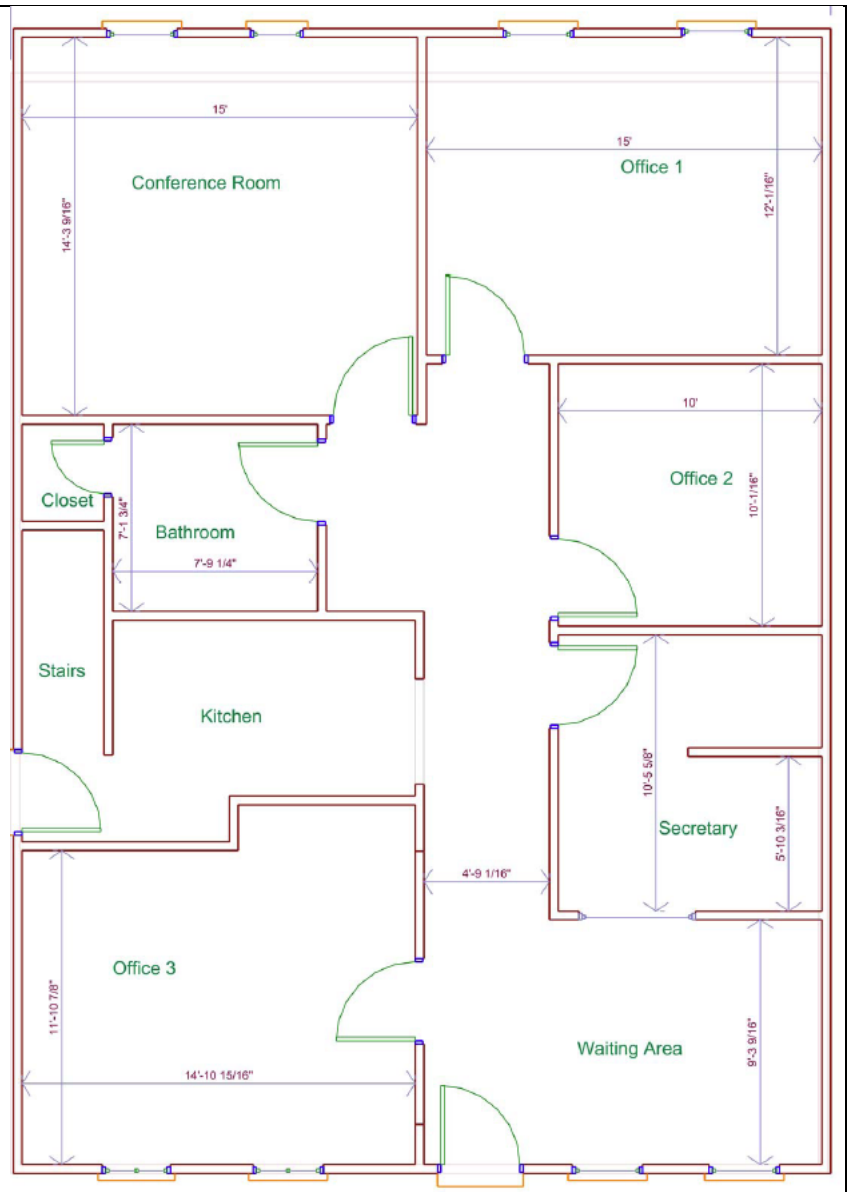 15'
15'
Conference Room
Office 1
14'-3 9/16"
12'-1/16"
10'
Office 2
10'-1/16"
Closet
7'-1 3/4"
Bathroom
7'-9 1/4"
Stairs
Kitchen
10'-5 5/8"
Secretary
5'-10 3/16"
4'-9 1/16"
Office 3
11'-10 7/8"
Waiting Area
9'-3 9/16"
14'-10 15/16"